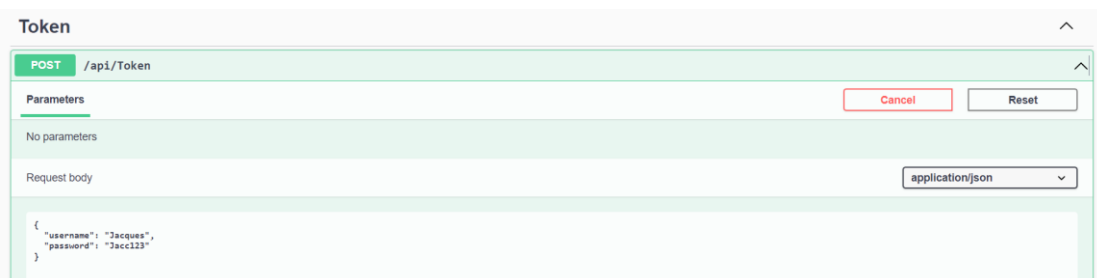 Token
POST /api/Token
Parameters Cancel Reset
No parameters
Request body application/json
{
"username": "Jacques",
"password": "Jacc123"
}